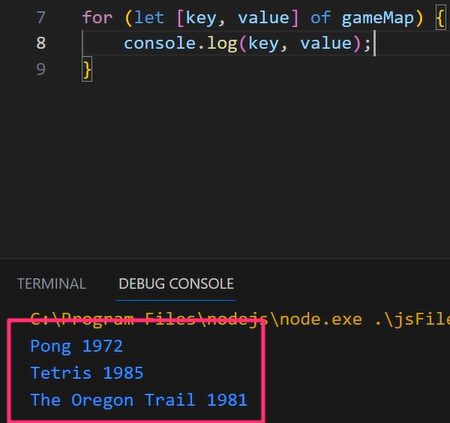 7 for (let [key, value] of gameMap) {
8 console.log(key, value);
9 }
TERMINAL DEBUG CONSOLE
C:\Program Files\nodejs\node.exe .\jsFile
Pong 1972
Tetris 1985
The Oregon Trail 1981